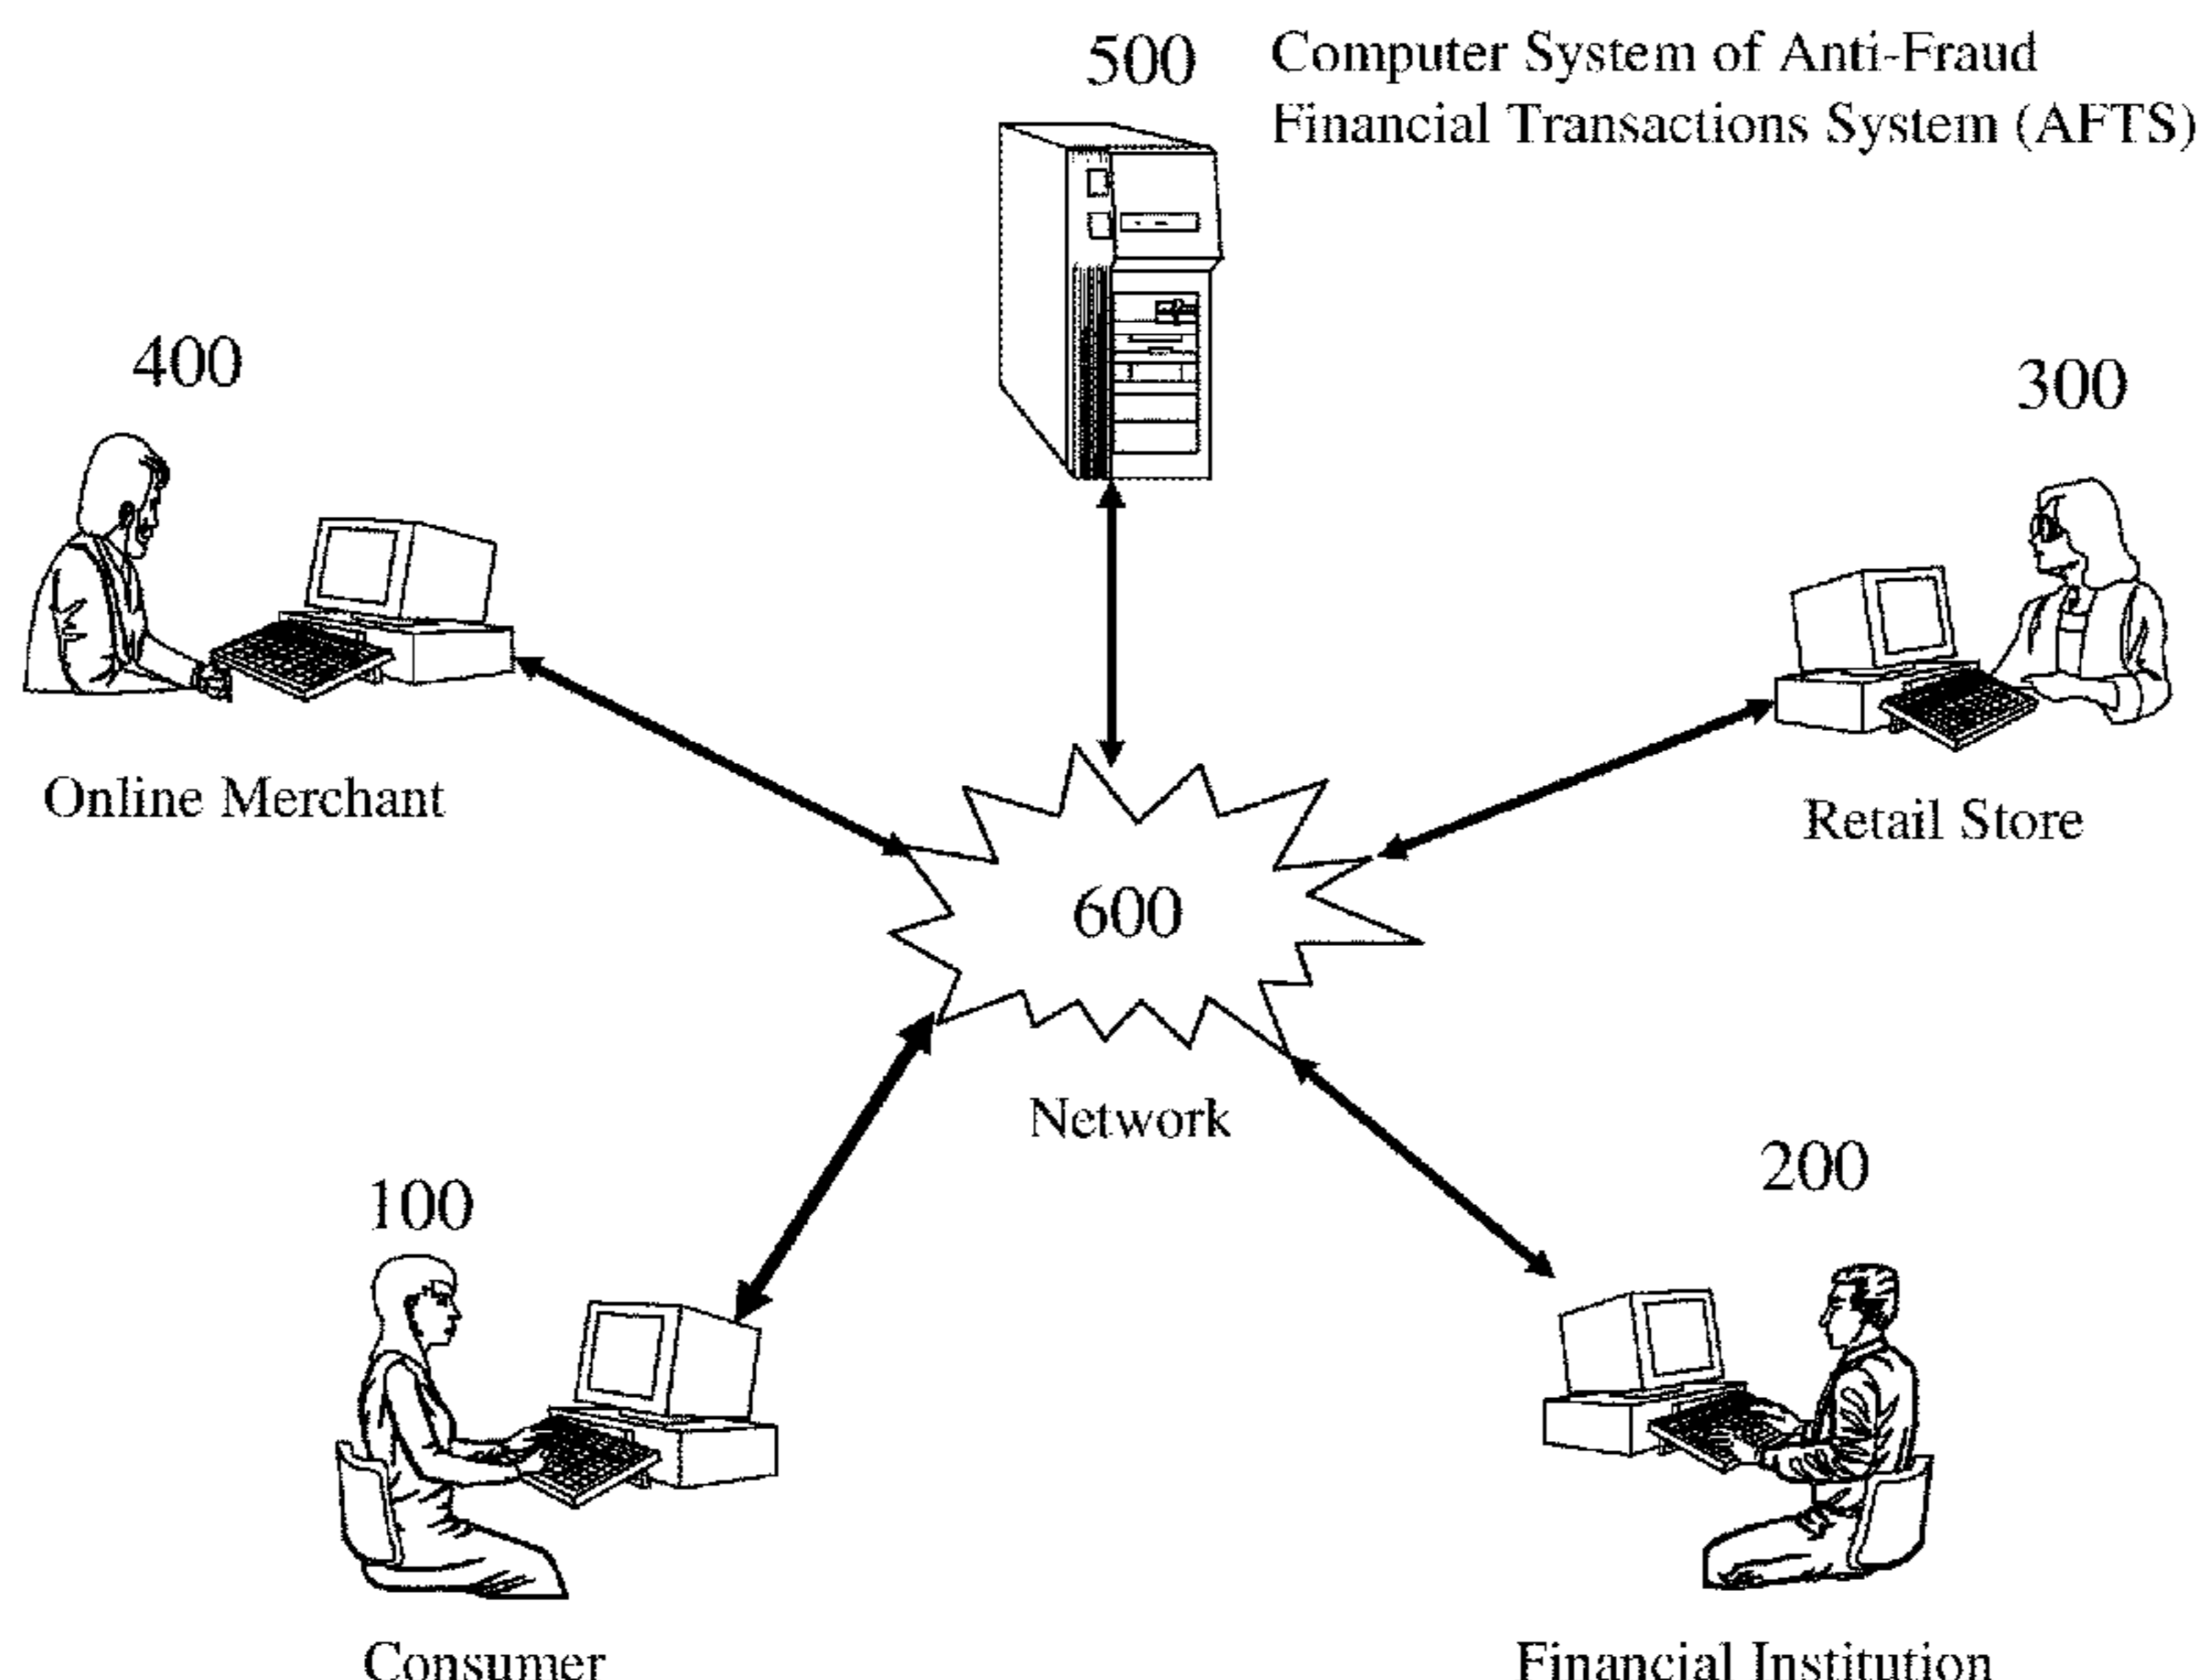 500
Computer System of Anti-Fraud
Financial Transactions System (AFTS)
400
300
Online Merchant
Retail Store
600
Network
100
200
Consumer
Financial Institution